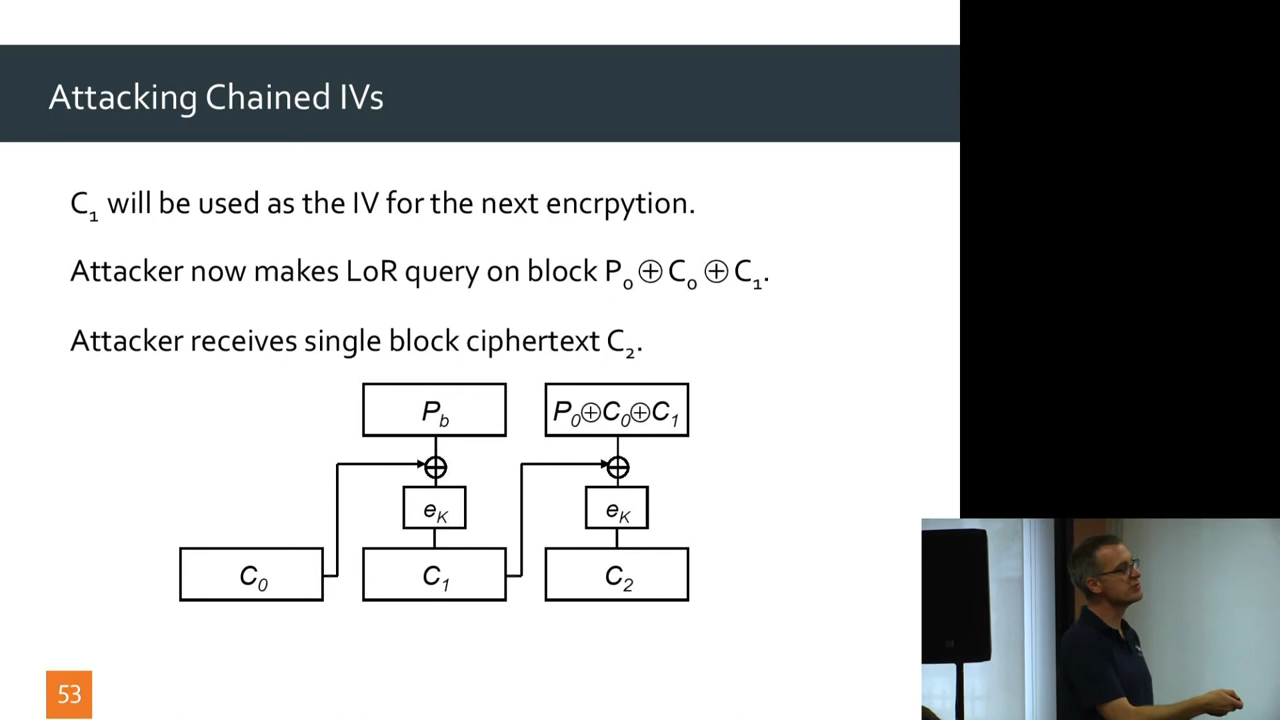 Attacking Chained IVs
C₁ will be used as the IV for the next encrpytion.
Attacker now makes LoR query on block P₀⊕C₀⊕C₁.
Attacker receives single block ciphertext C₂.
P_b P₀⊕C₀⊕C₁
e_K e_K
C₀ C₁ C₂
53